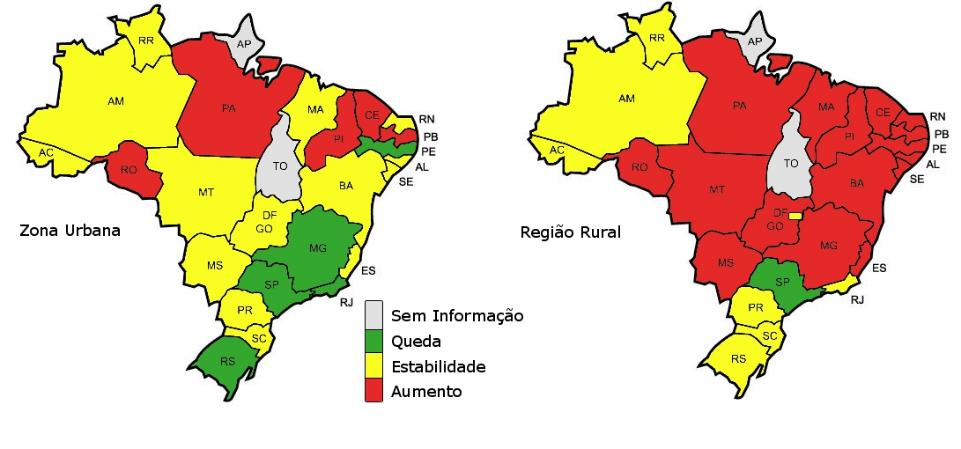 RR
AP
AM
PA
MA
CE
RN
PB
PI
PE
AC
AL
RO
TO
SE
BA
MT
DF
GO
Zona Urbana
MG
MS
ES
SP
RJ
PR
SC
RS
Sem Informação
Queda
Estabilidade
Aumento
RR
AP
AM
PA
MA
CE
RN
PB
PI
PE
AC
AL
RO
TO
SE
BA
MT
DF
GO
Região Rural
MG
MS
ES
SP
RJ
PR
SC
RS